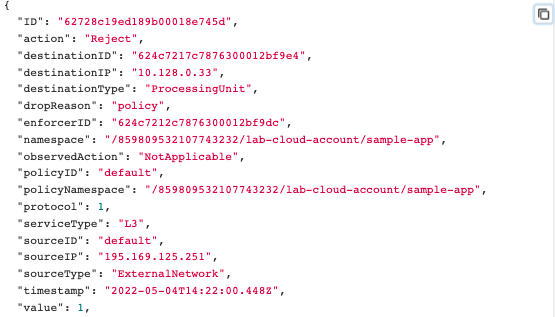 {
"ID": "62728c19ed189b00018e745d",
"action": "Reject",
"destinationID": "624c7217c7876300012bf9e4",
"destinationIP": "10.128.0.33",
"destinationType": "ProcessingUnit",
"dropReason": "policy",
"enforcerID": "624c7212c7876300012bf9dc",
"namespace": "/859809532107743232/lab-cloud-account/sample-app",
"observedAction": "NotApplicable",
"policyID": "default",
"policyNamespace": "/859809532107743232/lab-cloud-account/sample-app",
"protocol": 1,
"serviceType": "L3",
"sourceID": "default",
"sourceIP": "195.169.125.251",
"sourceType": "ExternalNetwork",
"timestamp": "2022-05-04T14:22:00.448Z",
"value": 1,